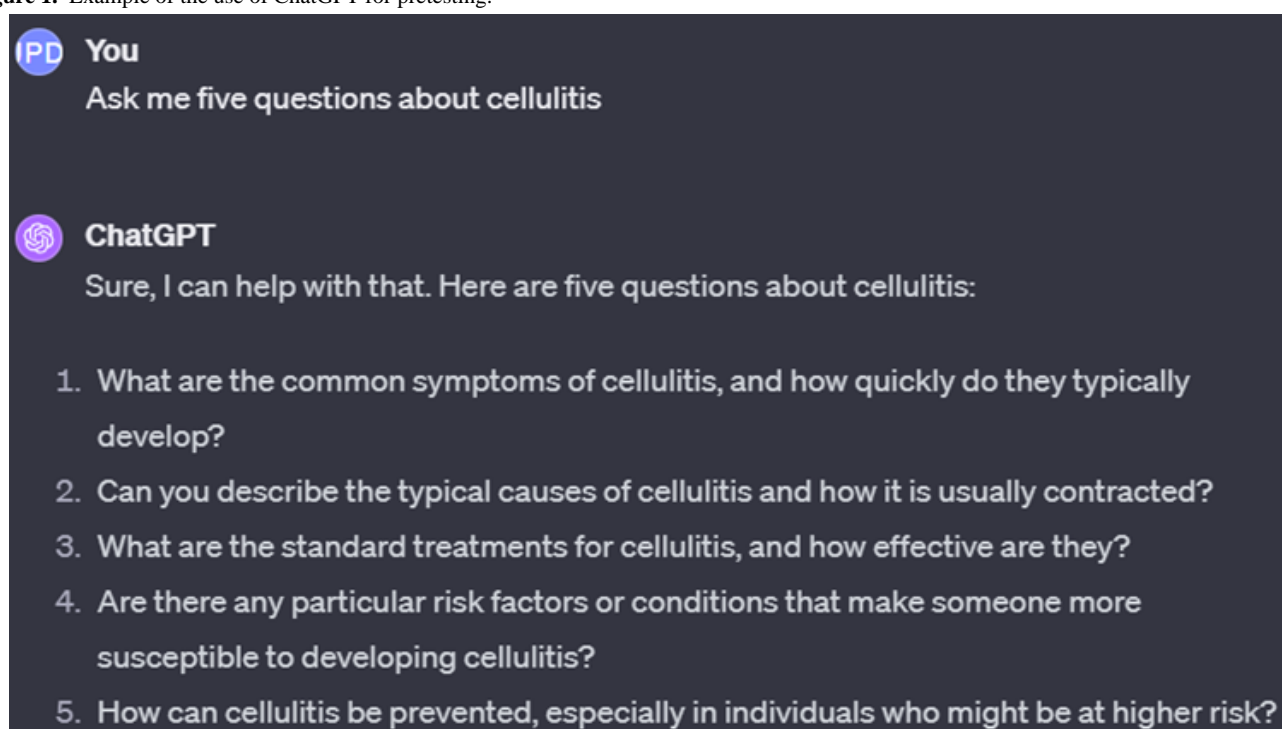 Figure 1. Example of the use of ChatGPT for pretesting.
PD You
Ask me five questions about cellulitis
ChatGPT
Sure, I can help with that. Here are five questions about cellulitis:
1. What are the common symptoms of cellulitis, and how quickly do they typically
develop?
2. Can you describe the typical causes of cellulitis and how it is usually contracted?
3. What are the standard treatments for cellulitis, and how effective are they?
4. Are there any particular risk factors or conditions that make someone more
susceptible to developing cellulitis?
5. How can cellulitis be prevented, especially in individuals who might be at higher risk?